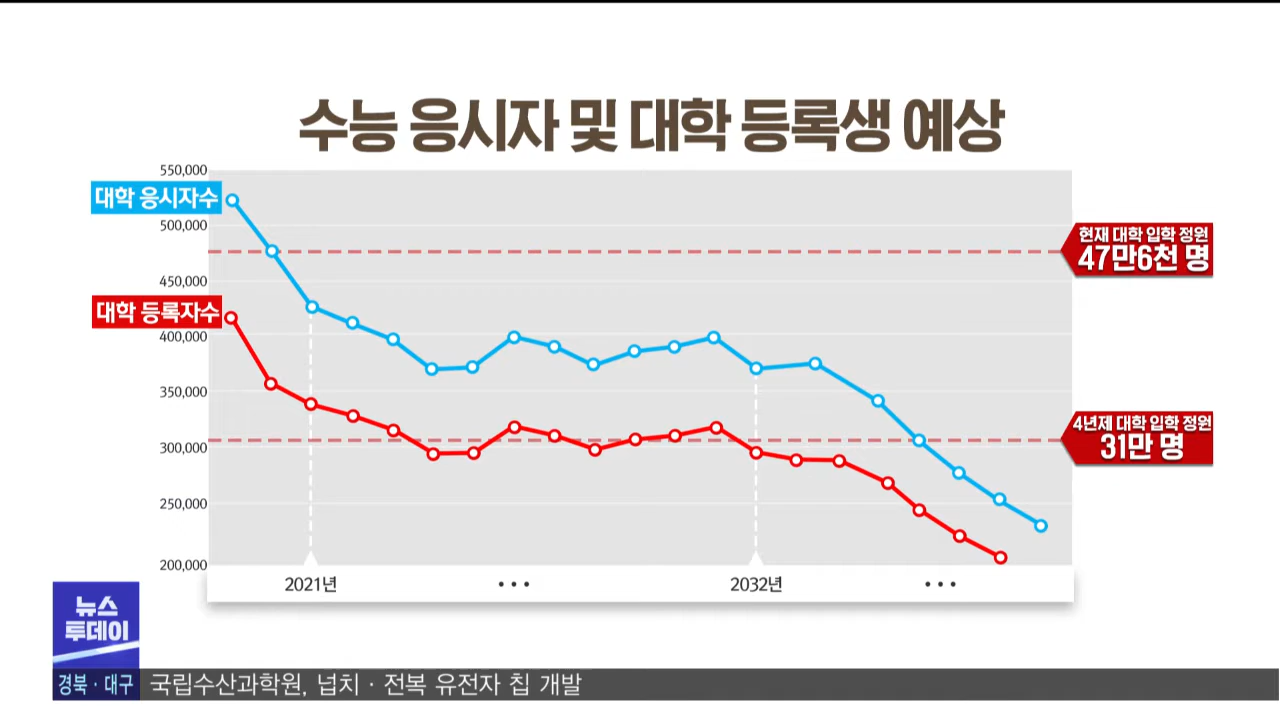 수능 응시자 및 대학 등록생 예상
550,000
대학 응시자수
500,000
현재 대학 입학 정원
47만6천 명
450,000
대학 등록자수
400,000
350,000
4년제 대학 입학 정원
31만 명
300,000
250,000
200,000
2021년
• • •
2032년
• • •
뉴스
투데이
경북·대구
국립수산과학원, 넙치·전복 유전자 칩 개발